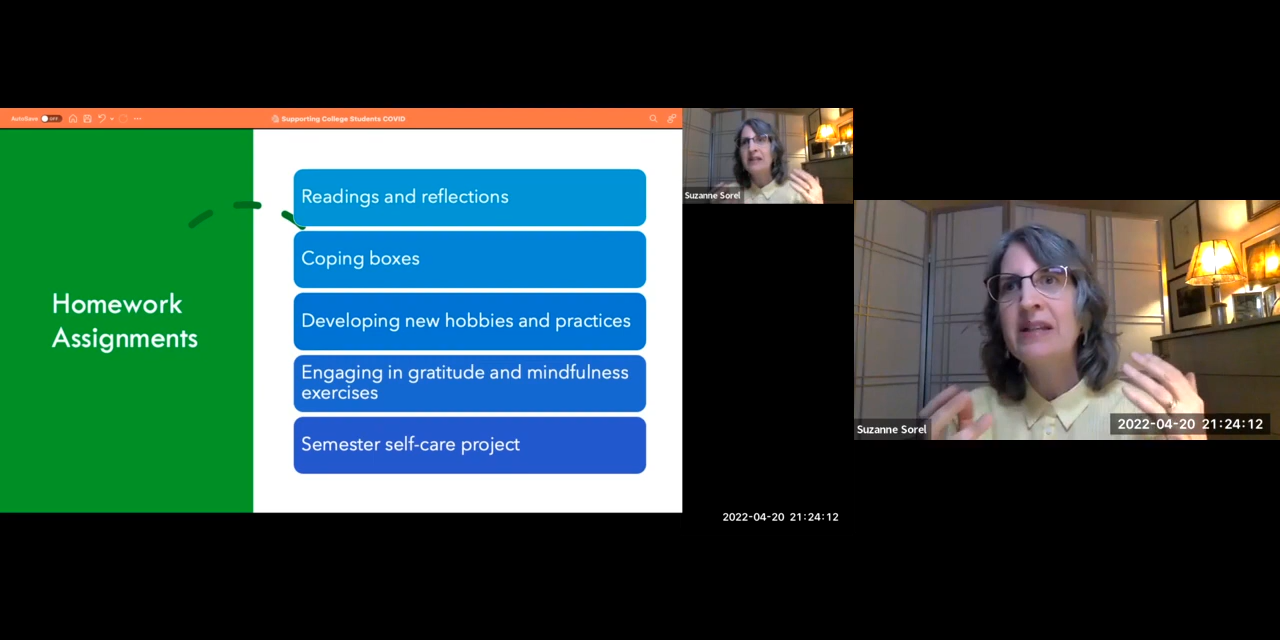 AutoSave OFF
Supporting College Students COVID
Homework
Assignments
Readings and reflections
Coping boxes
Developing new hobbies and practices
Engaging in gratitude and mindfulness
exercises
Semester self-care project
Suzanne Sorel
2022-04-20 21:24:12
Suzanne Sorel
2022-04-20 21:24:12